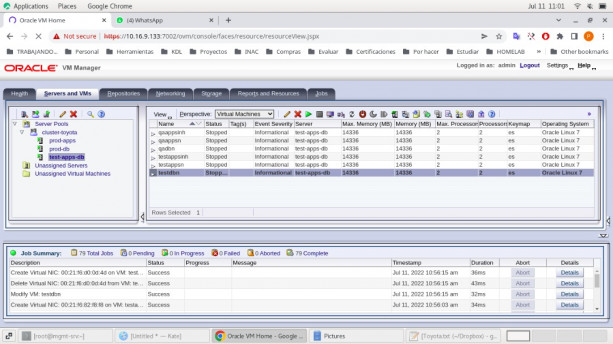 Applications Places Google Chrome Jul 11, 11:01
Oracle VM Home (4) WhatsApp
Not secure https://10.16.9.133:7002/ovm/console/faces/resource/resourceView.jspx
TRABAJANDO... Personal Herramientas KDL Proyectos INAC Compras Evaluar Certificaciones Por hacer Estudiar HOMELAB » Other bookmarks
ORACLE VM Manager Logged in as: admin Logout Settings Help
Health Servers and VMs Repositories Networking Storage Reports and Resources Jobs
View Perspective: Virtual Machines
Server Pools
cluster-toyota
prod-apps
prod-db
test-apps-db
Unassigned Servers
Unassigned Virtual Machines
Name Status Tag(s) Event Severity Server Max. Memory (MB) Memory (MB) Max. Processors Processors Keymap Operating System
qaappsinh Stopped Informational test-apps-db 14336 14336 2 2 es Oracle Linux 7
qaappsn Stopped Informational test-apps-db 14336 14336 2 2 es Oracle Linux 7
qadbn Stopped Informational test-apps-db 14336 14336 2 2 es Oracle Linux 7
testappsinh Stopped Informational test-apps-db 14336 14336 2 2 es Oracle Linux 7
testappsn Stopped Informational test-apps-db 14336 14336 2 2 es Oracle Linux 7
testdbn Stopp... Informational test-apps-db 14336 14336 2 2 es Oracle Linux 7
Rows Selected 1
Job Summary: 79 Total Jobs 0 Pending 0 In Progress 0 Failed 0 Aborted 79 Complete
Description Status Progress Message Timestamp Duration Abort Details
Create Virtual NIC: 00:21:f6:d0:0d:4d on VM: test... Success Jul 11, 2022 10:56:15 am 36ms Abort Details
Delete Virtual NIC: 00:21:f6:d0:0d:4d from VM: test... Success Jul 11, 2022 10:56:15 am 43ms Abort Details
Modify VM: testdbn Success Jul 11, 2022 10:56:15 am 32ms Abort Details
Create Virtual NIC: 00:21:f6:82:f8:f6 on VM: testa... Success Jul 11, 2022 10:56:03 am 34ms Abort Details
[root@mgmt-srv:~] [Untitled * — Kate] Oracle VM Home - Google ... Pictures [Toyota.txt (~/Dropbox) - g...